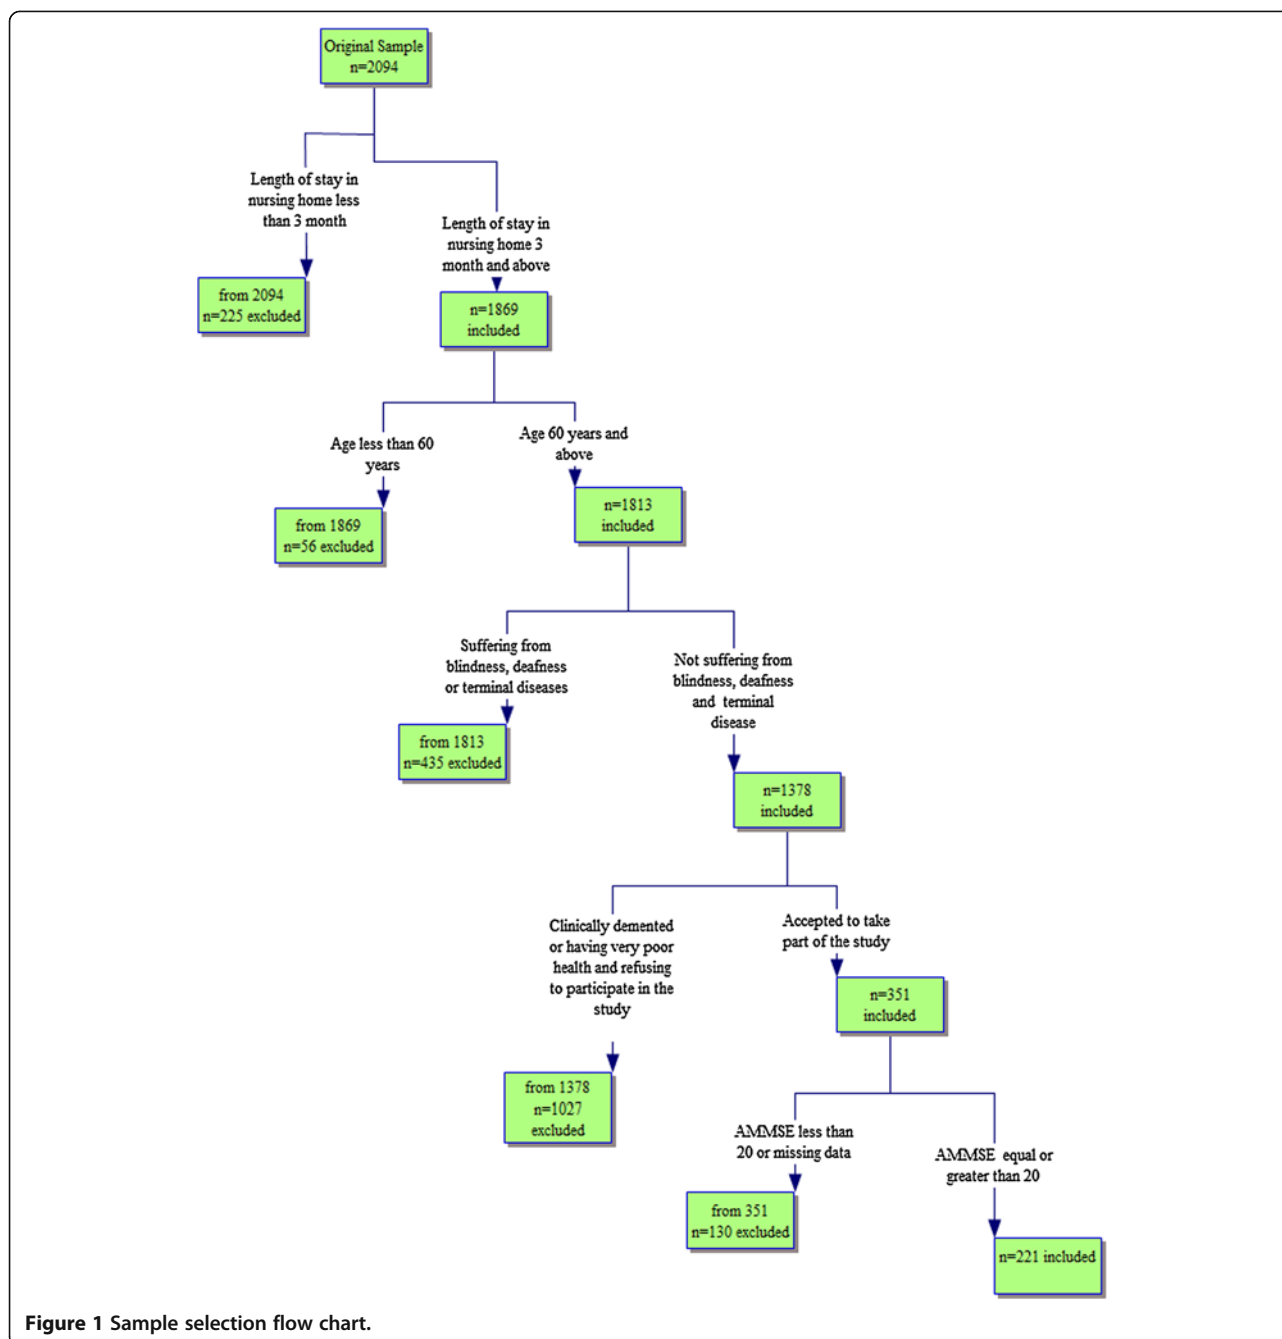 Original Sample
n=2094
Length of stay in
nursing home less
than 3 month
Length of stay in
nursing home 3
month and above
from 2094
n=225 excluded
n=1869
included
Age less than 60
years
Age 60 years and
above
from 1869
n=56 excluded
n=1813
included
Suffering from
blindness, deafness
or terminal diseases
Not suffering from
blindness, deafness
and terminal
disease
from 1813
n=435 excluded
n=1378
included
Clinically demented
or having very poor
health and refusing
to participate in the
study
Accepted to take
part of the study
n=351
included
from 1378
n=1027
excluded
AMMSE less than
20 or missing data
AMMSE equal or
greater than 20
from 351
n=130 excluded
n=221 included
Figure 1 Sample selection flow chart.